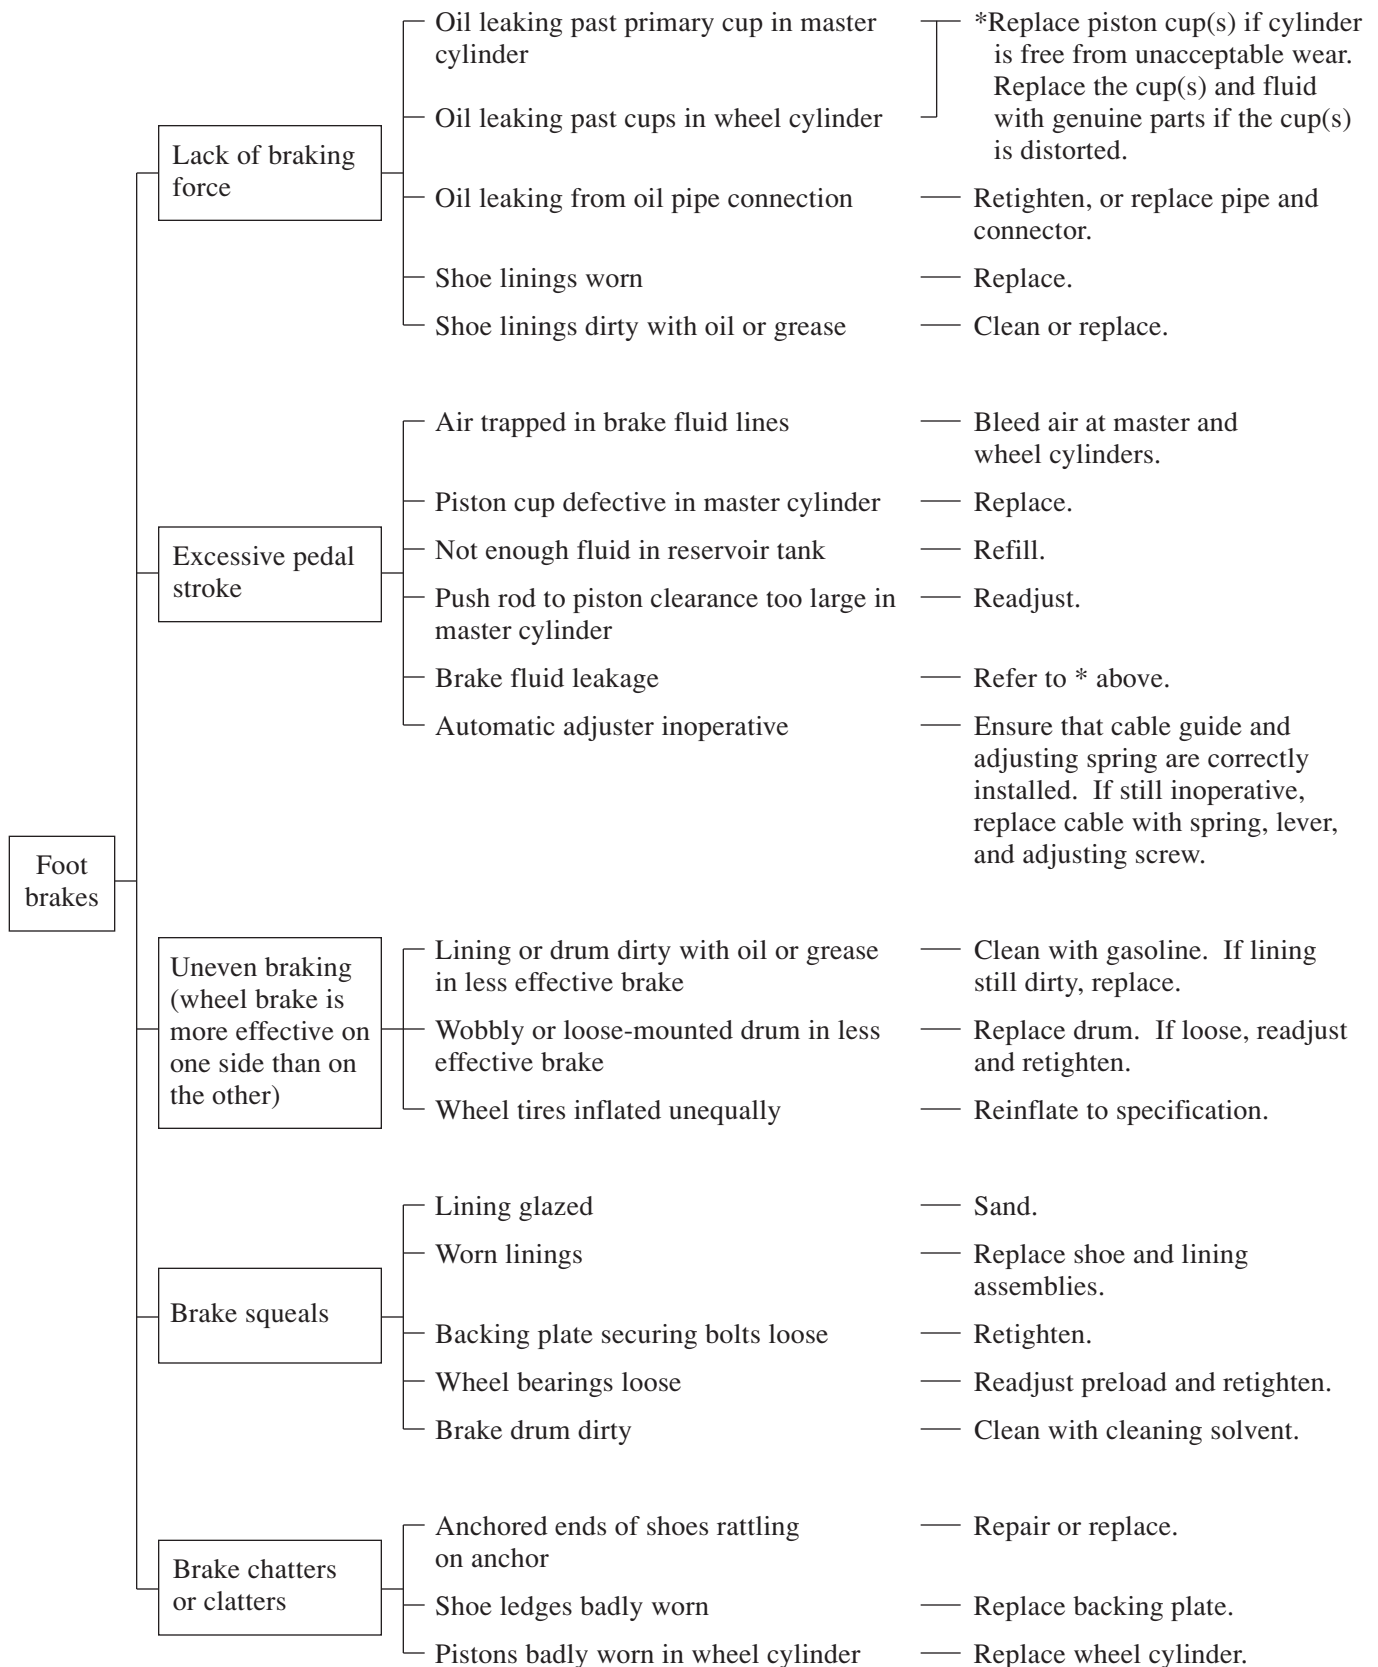 Foot
brakes
Lack of braking
force
Oil leaking past primary cup in master
cylinder
Oil leaking past cups in wheel cylinder
*Replace piston cup(s) if cylinder
is free from unacceptable wear.
Replace the cup(s) and fluid
with genuine parts if the cup(s)
is distorted.
Oil leaking from oil pipe connection
Retighten, or replace pipe and
connector.
Shoe linings worn
Replace.
Shoe linings dirty with oil or grease
Clean or replace.
Excessive pedal
stroke
Air trapped in brake fluid lines
Bleed air at master and
wheel cylinders.
Piston cup defective in master cylinder
Replace.
Not enough fluid in reservoir tank
Refill.
Push rod to piston clearance too large in
master cylinder
Readjust.
Brake fluid leakage
Refer to * above.
Automatic adjuster inoperative
Ensure that cable guide and
adjusting spring are correctly
installed.  If still inoperative,
replace cable with spring, lever,
and adjusting screw.
Uneven braking
(wheel brake is
more effective on
one side than on
the other)
Lining or drum dirty with oil or grease
in less effective brake
Clean with gasoline.  If lining
still dirty, replace.
Wobbly or loose-mounted drum in less
effective brake
Replace drum.  If loose, readjust
and retighten.
Wheel tires inflated unequally
Reinflate to specification.
Brake squeals
Lining glazed
Sand.
Worn linings
Replace shoe and lining
assemblies.
Backing plate securing bolts loose
Retighten.
Wheel bearings loose
Readjust preload and retighten.
Brake drum dirty
Clean with cleaning solvent.
Brake chatters
or clatters
Anchored ends of shoes rattling
on anchor
Repair or replace.
Shoe ledges badly worn
Replace backing plate.
Pistons badly worn in wheel cylinder
Replace wheel cylinder.